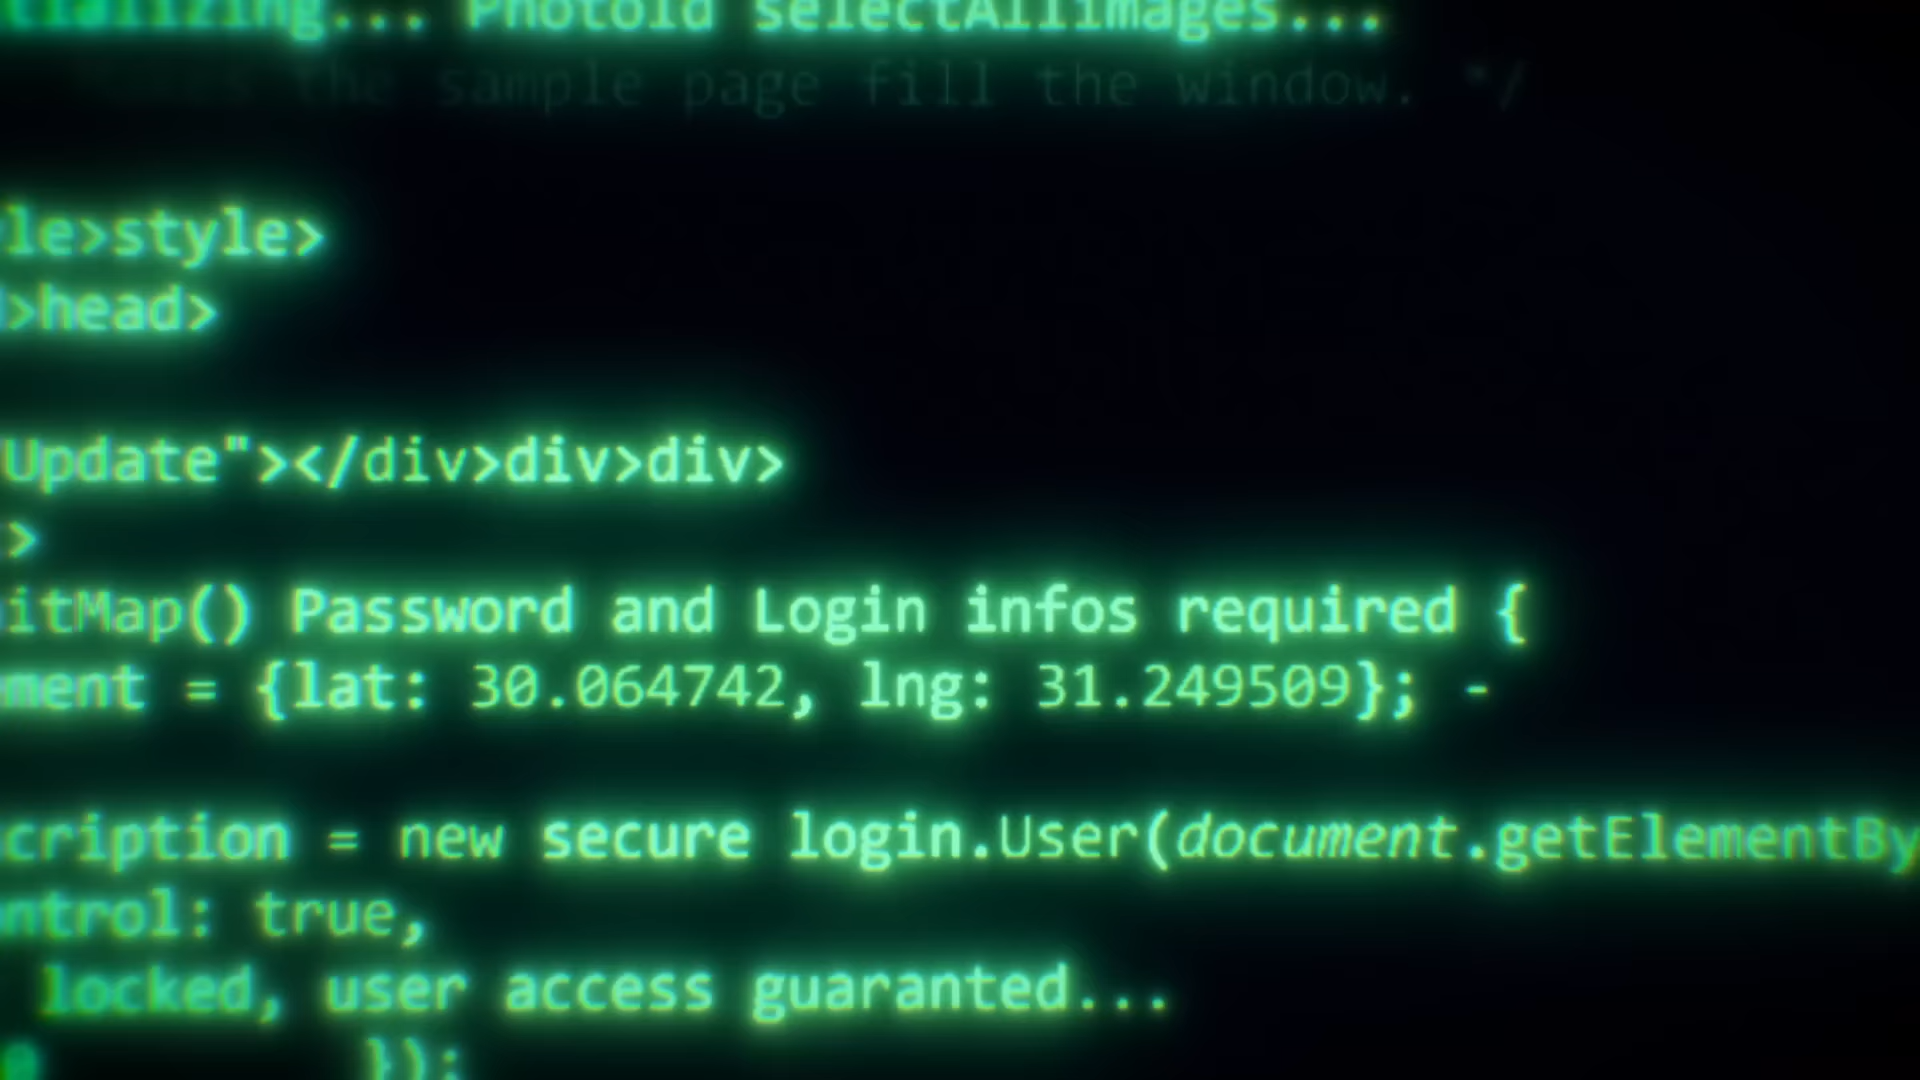 tializing... PhotoId selectAllimages...
the sample page fill the window. */
le>style>
>head>
Update"></div>div>div>
>
itMap() Password and Login infos required {
ment = {lat: 30.064742, lng: 31.249509}; -
cription = new secure login.User(document.getElementBy
ntrol: true,
locked, user access guaranted...
0 });